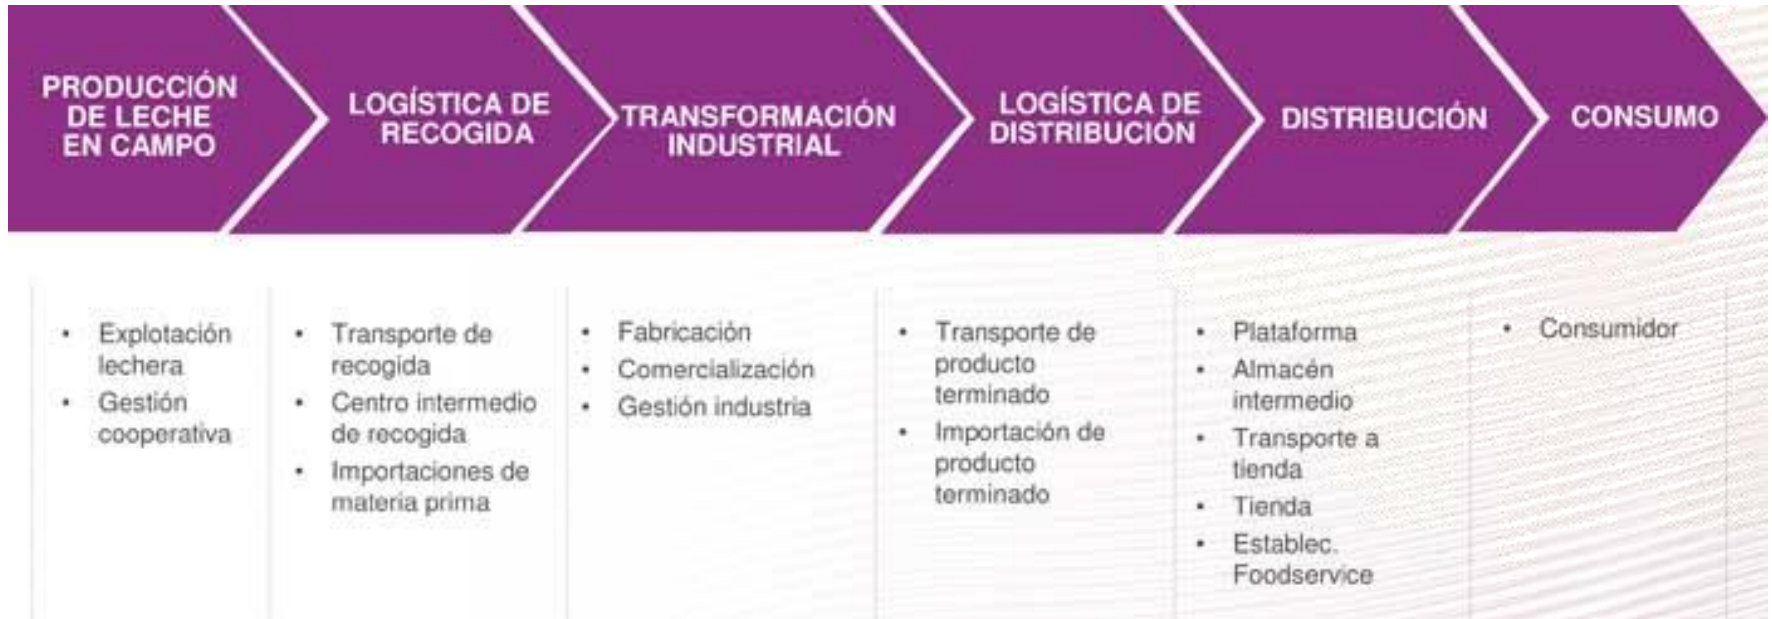 PRODUCCIÓN
DE LECHE
EN CAMPO
LOGÍSTICA DE
RECOGIDA
TRANSFORMACIÓN
INDUSTRIAL
LOGÍSTICA DE
DISTRIBUCIÓN
DISTRIBUCIÓN
CONSUMO
• Explotación
lechera
• Gestión
cooperativa
• Transporte de
recogida
• Centro intermedio
de recogida
• Importaciones de
materia prima
• Fabricación
• Comercialización
• Gestión industria
• Transporte de
producto
terminado
• Importación de
producto
terminado
• Plataforma
• Almacén
intermedio
• Transporte a
tienda
• Tienda
• Establec.
Foodservice
• Consumidor